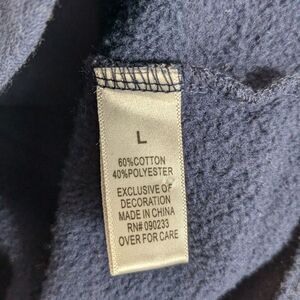 L
60%COTTON
40%POLYESTER
EXCLUSIVE OF
DECORATION
MADE IN CHINA
RN# 090233
OVER FOR CARE